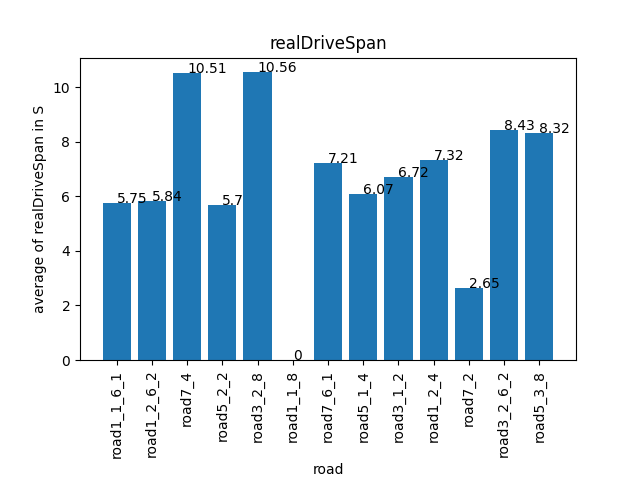 realDriveSpan
average of realDriveSpan in S
10
8
6
4
2
0
5.75
5.84
10.51
5.7
10.56
0
7.21
6.07
6.72
7.32
2.65
8.43
8.32
road1_1_6_1
road1_2_6_2
road7_4
road5_2_2
road3_2_8
road1_1_8
road7_6_1
road5_1_4
road3_1_2
road1_2_4
road7_2
road3_2_6_2
road5_3_8
road